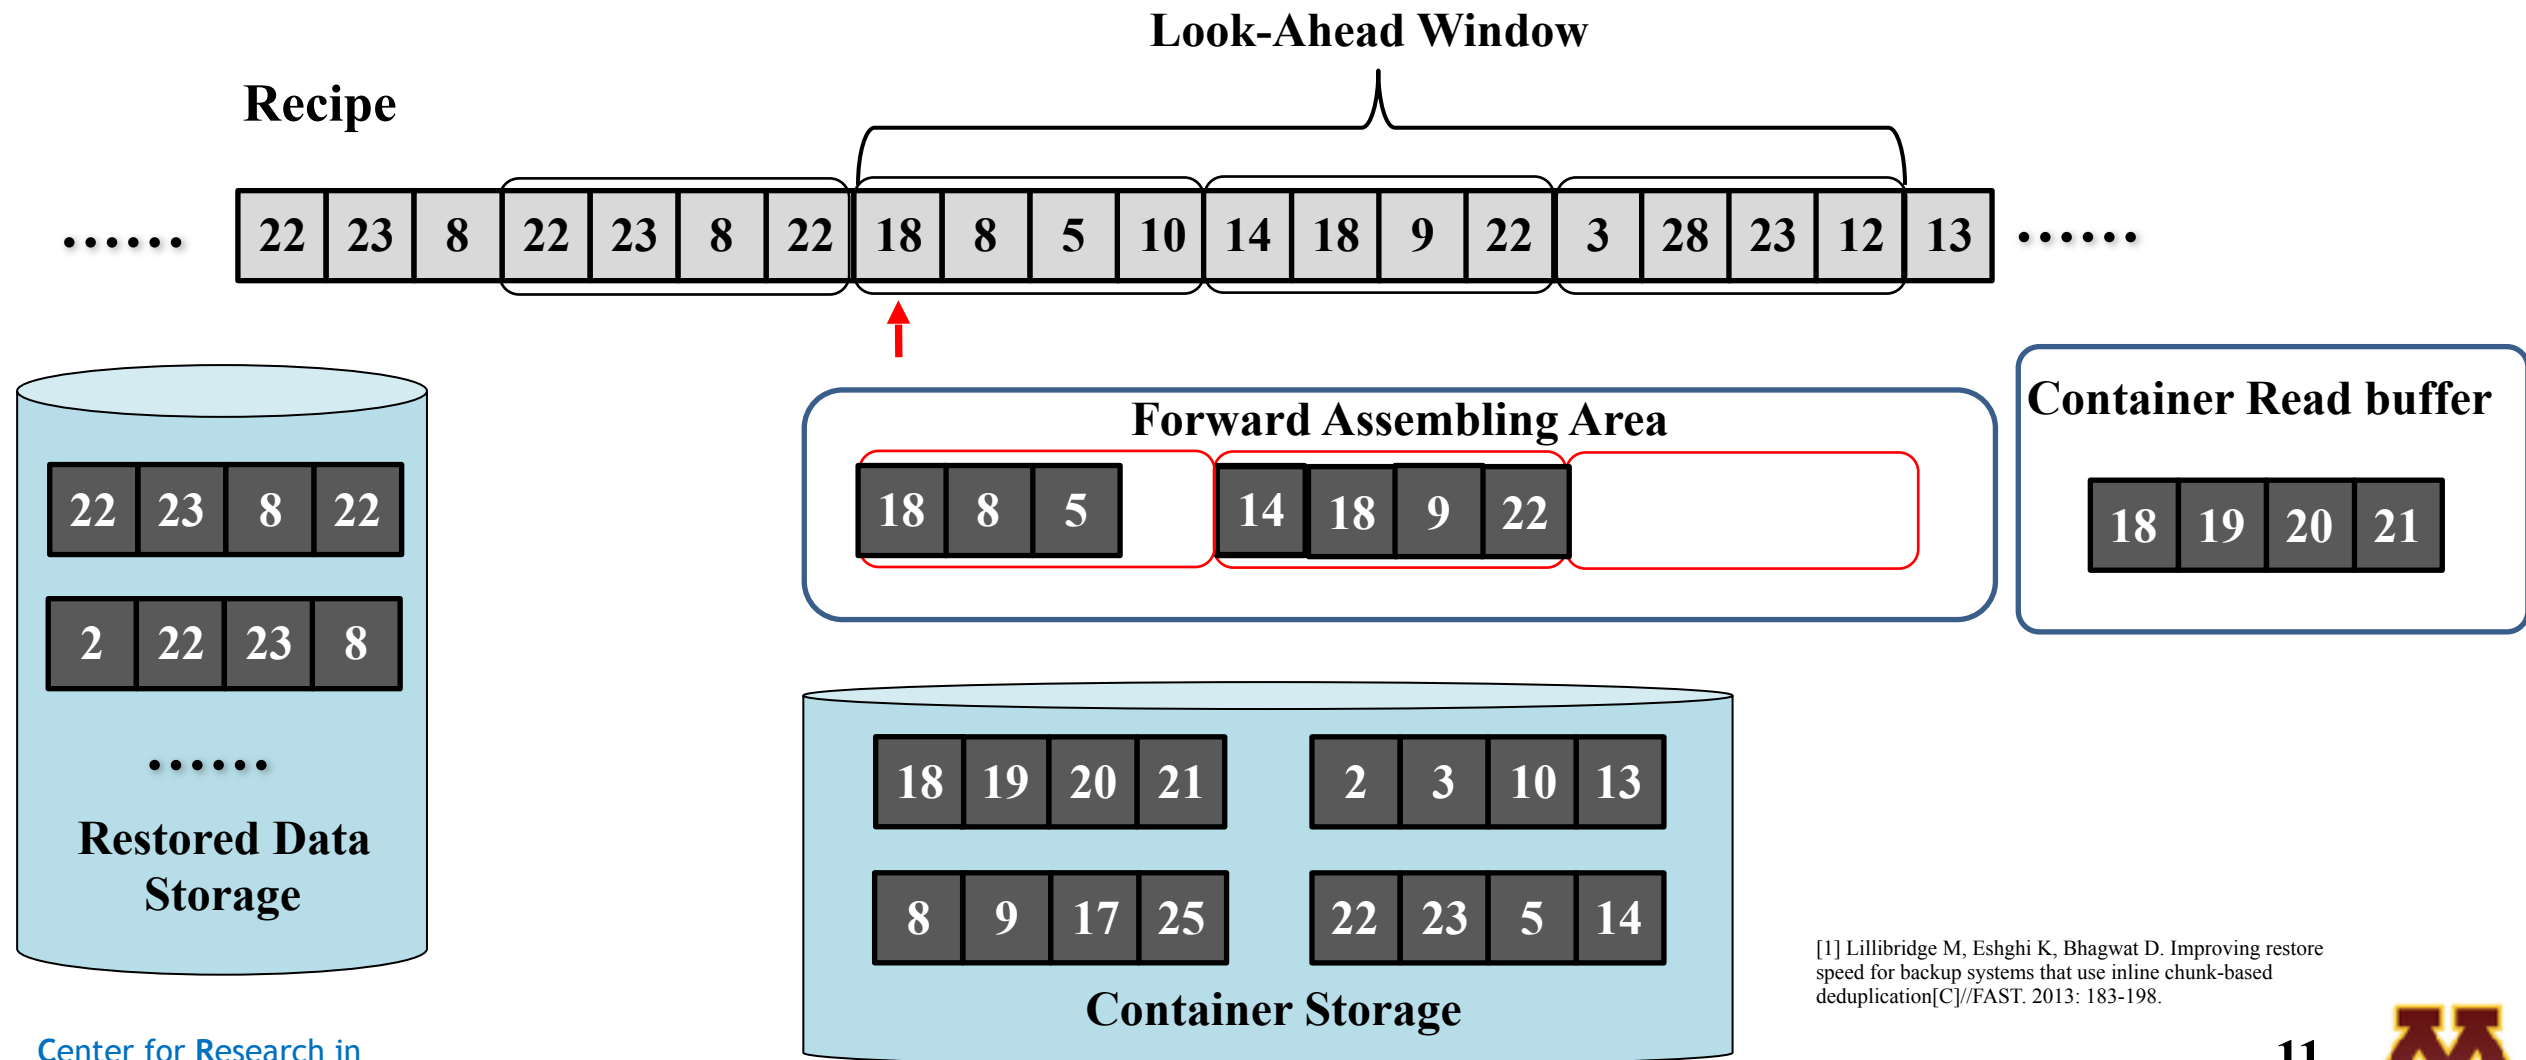 Look-Ahead Window
Recipe
...... 22 23 8 22 23 8 22 18 8 5 10 14 18 9 22 3 28 23 12 13 ......
Forward Assembling Area
18 8 5 14 18 9 22
Container Read buffer
18 19 20 21
22 23 8 22
2 22 23 8
......
Restored Data
Storage
18 19 20 21 2 3 10 13
8 9 17 25 22 23 5 14
Container Storage
[1] Lillibridge M, Eshghi K, Bhagwat D. Improving restore
speed for backup systems that use inline chunk-based
deduplication[C]//FAST. 2013: 183-198.
Center for Research in
11